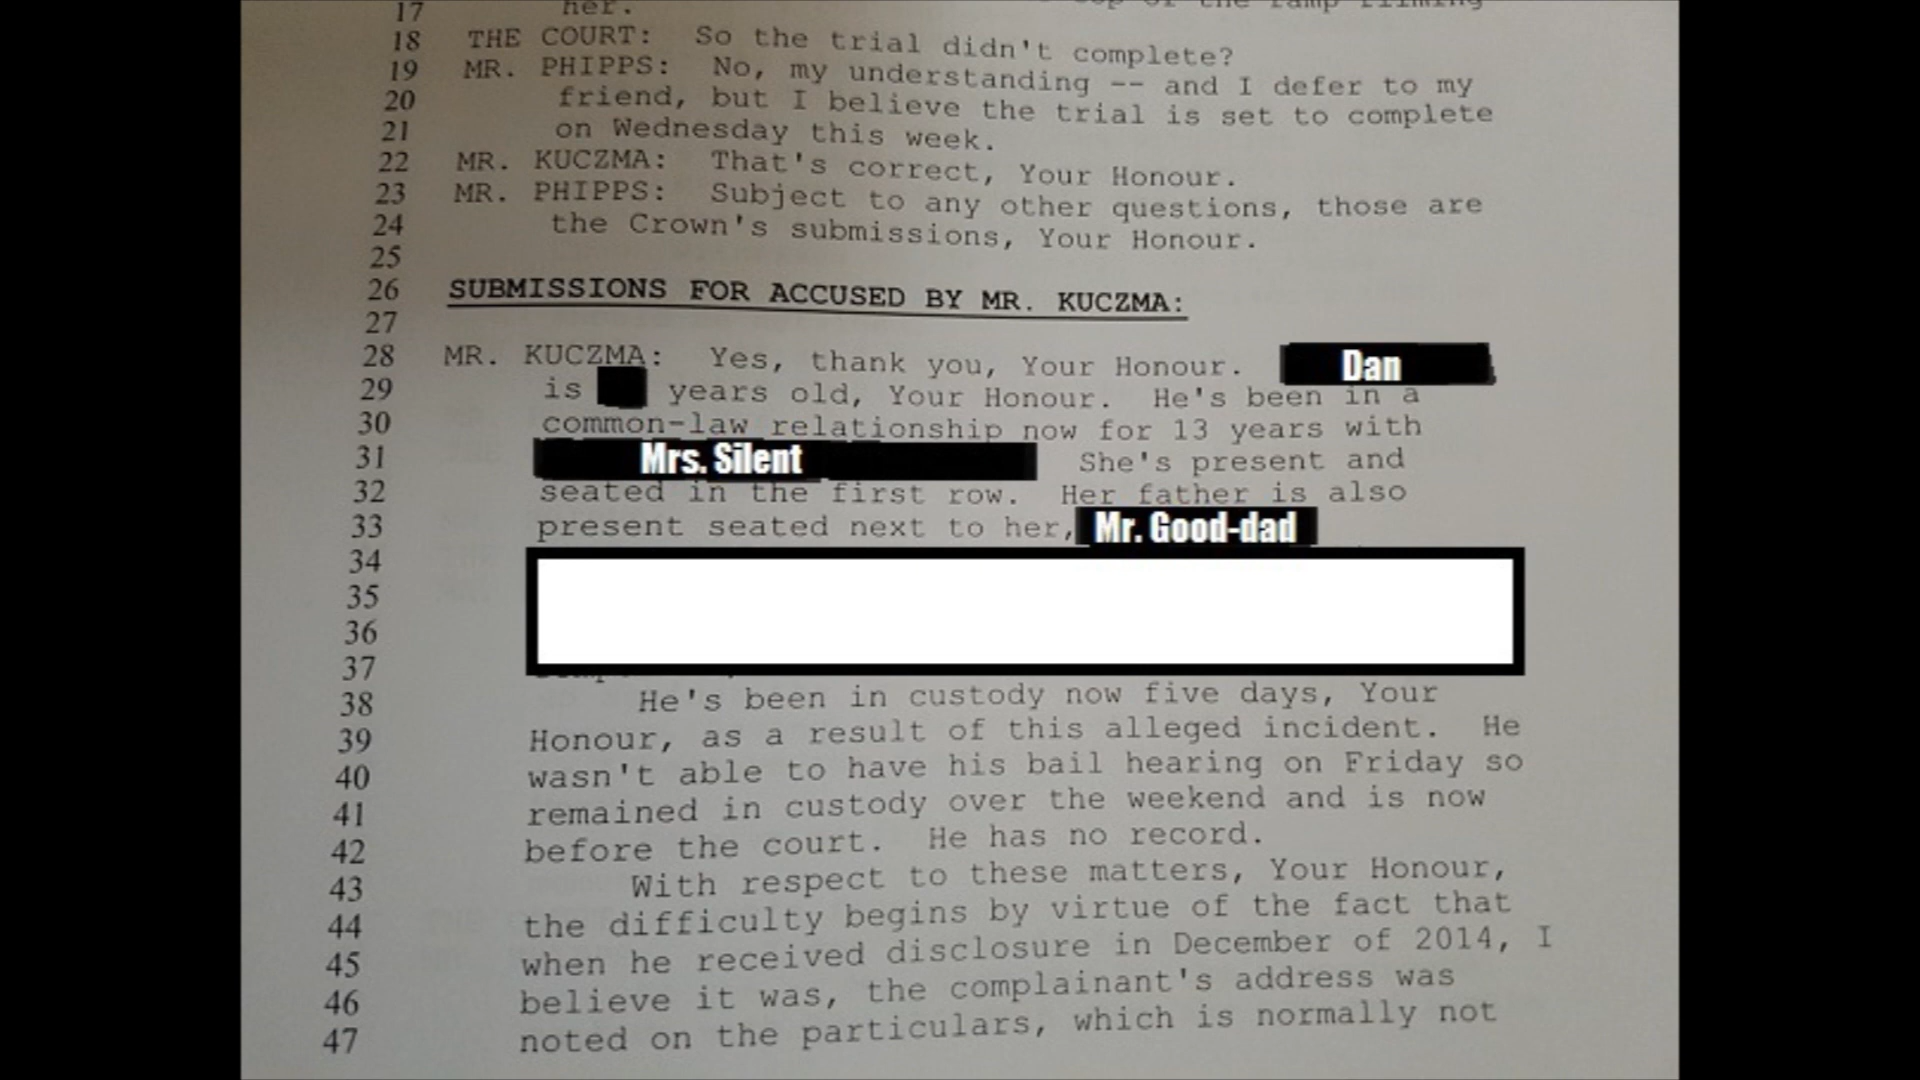 17 her. top of the ramp filming
18 THE COURT: So the trial didn't complete?
19 MR. PHIPPS: No, my understanding -- and I defer to my
20 friend, but I believe the trial is set to complete
21 on Wednesday this week.
22 MR. KUCZMA: That's correct, Your Honour.
23 MR. PHIPPS: Subject to any other questions, those are
24 the Crown's submissions, Your Honour.
25
26 SUBMISSIONS FOR ACCUSED BY MR. KUCZMA:
27
28 MR. KUCZMA: Yes, thank you, Your Honour. Dan
29 is years old, Your Honour. He's been in a
30 common-law relationship now for 13 years with
31 Mrs. Silent She's present and
32 seated in the first row. Her father is also
33 present seated next to her, Mr. Good-dad
34
35
36
37
38 He's been in custody now five days, Your
39 Honour, as a result of this alleged incident. He
40 wasn't able to have his bail hearing on Friday so
41 remained in custody over the weekend and is now
42 before the court. He has no record.
43 With respect to these matters, Your Honour,
44 the difficulty begins by virtue of the fact that
45 when he received disclosure in December of 2014, I
46 believe it was, the complainant's address was
47 noted on the particulars, which is normally not